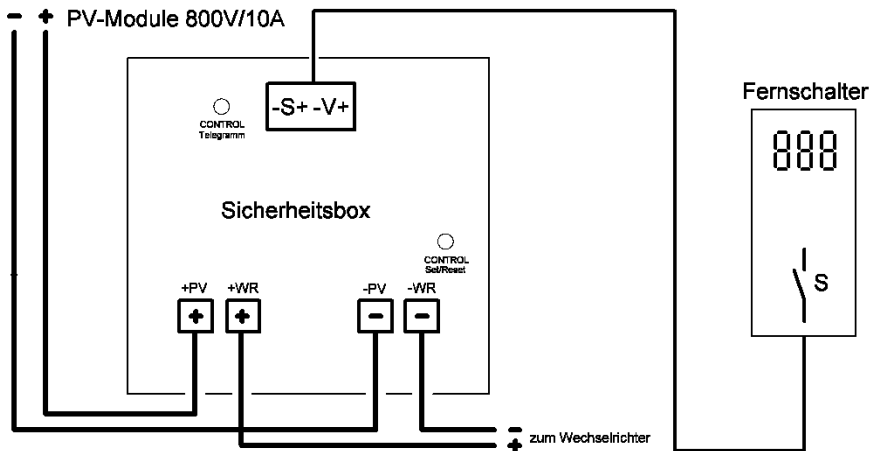 - + PV-Module 800V/10A
-S+ -V+
CONTROL
Telegramm
Fernschalter
888
Sicherheitsbox
CONTROL
Set/Reset
S
+PV +WR -PV -WR
+ + - -
- 
+ zum Wechselrichter